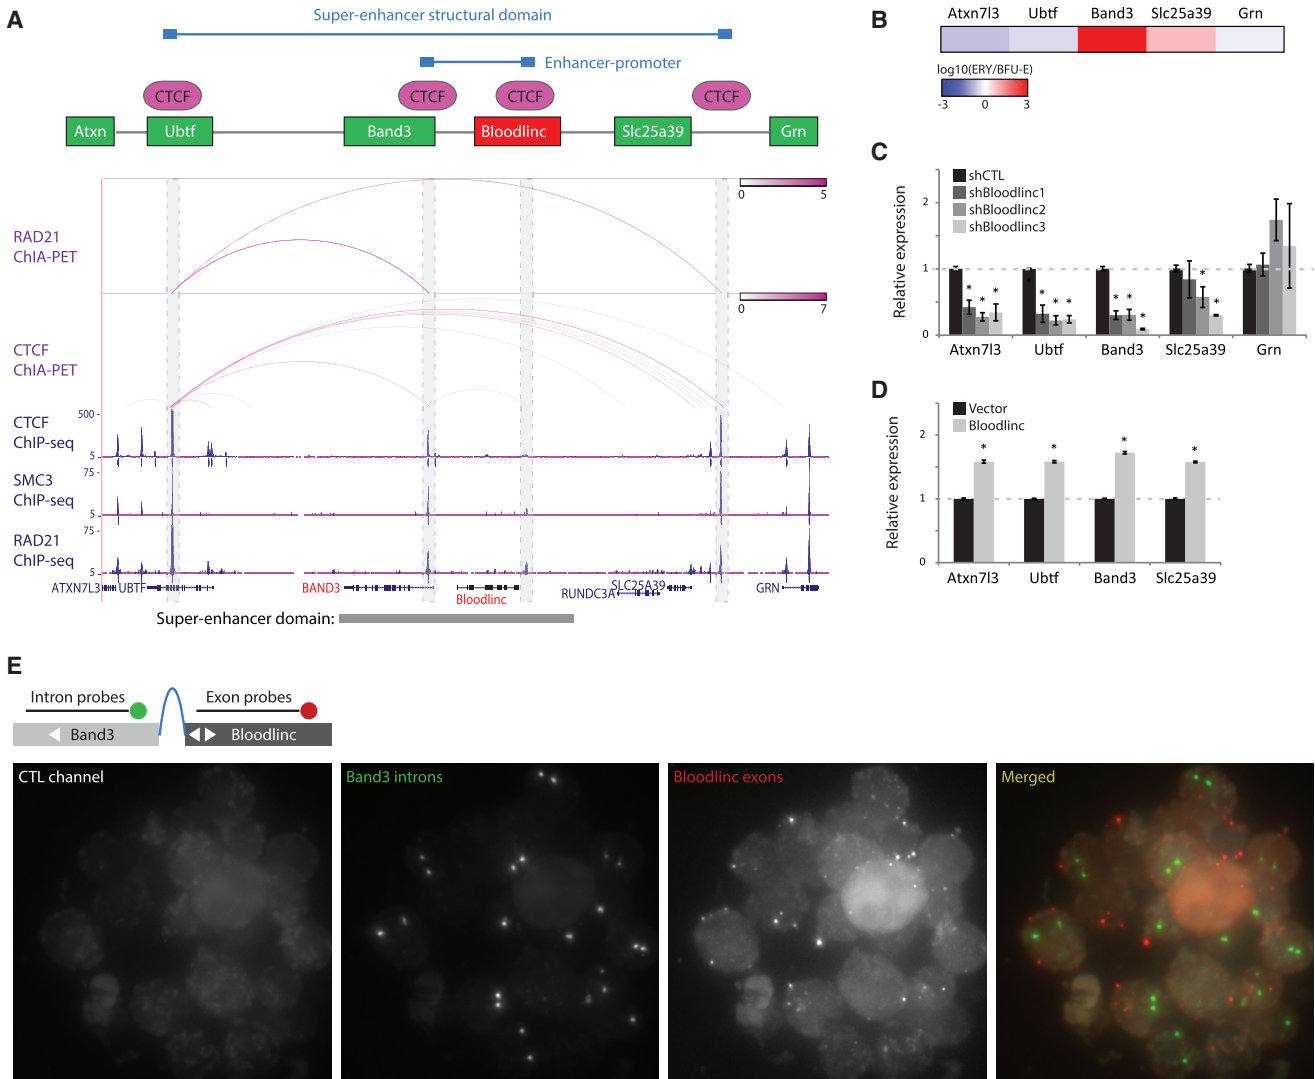 A
Super-enhancer structural domain
Enhancer-promoter
CTCF
CTCF
CTCF
CTCF
Atxn
Ubtf
Band3
Bloodlinc
Slc25a39
Grn
0
5
RAD21
ChIA-PET
0
7
CTCF
ChIA-PET
500
CTCF
ChIP-seq
5
75
SMC3
ChIP-seq
5
75
RAD21
ChIP-seq
5
ATXN7L3
UBTF
BAND3
Bloodlinc
RUNDC3A
SLC25A39
GRN
Super-enhancer domain:
B
Atxn7l3
Ubtf
Band3
Slc25a39
Grn
log10(ERY/BFU-E)
-3
0
3
C
shCTL
shBloodlinc1
shBloodlinc2
shBloodlinc3
Relative expression
2
1
0
* * *
* * *
* * *
* *
Atxn7l3
Ubtf
Band3
Slc25a39
Grn
D
Vector
Bloodlinc
Relative expression
2
1
0
*
*
*
*
Atxn7l3
Ubtf
Band3
Slc25a39
E
Intron probes
Exon probes
Band3
Bloodlinc
CTL channel
Band3 introns
Bloodlinc exons
Merged